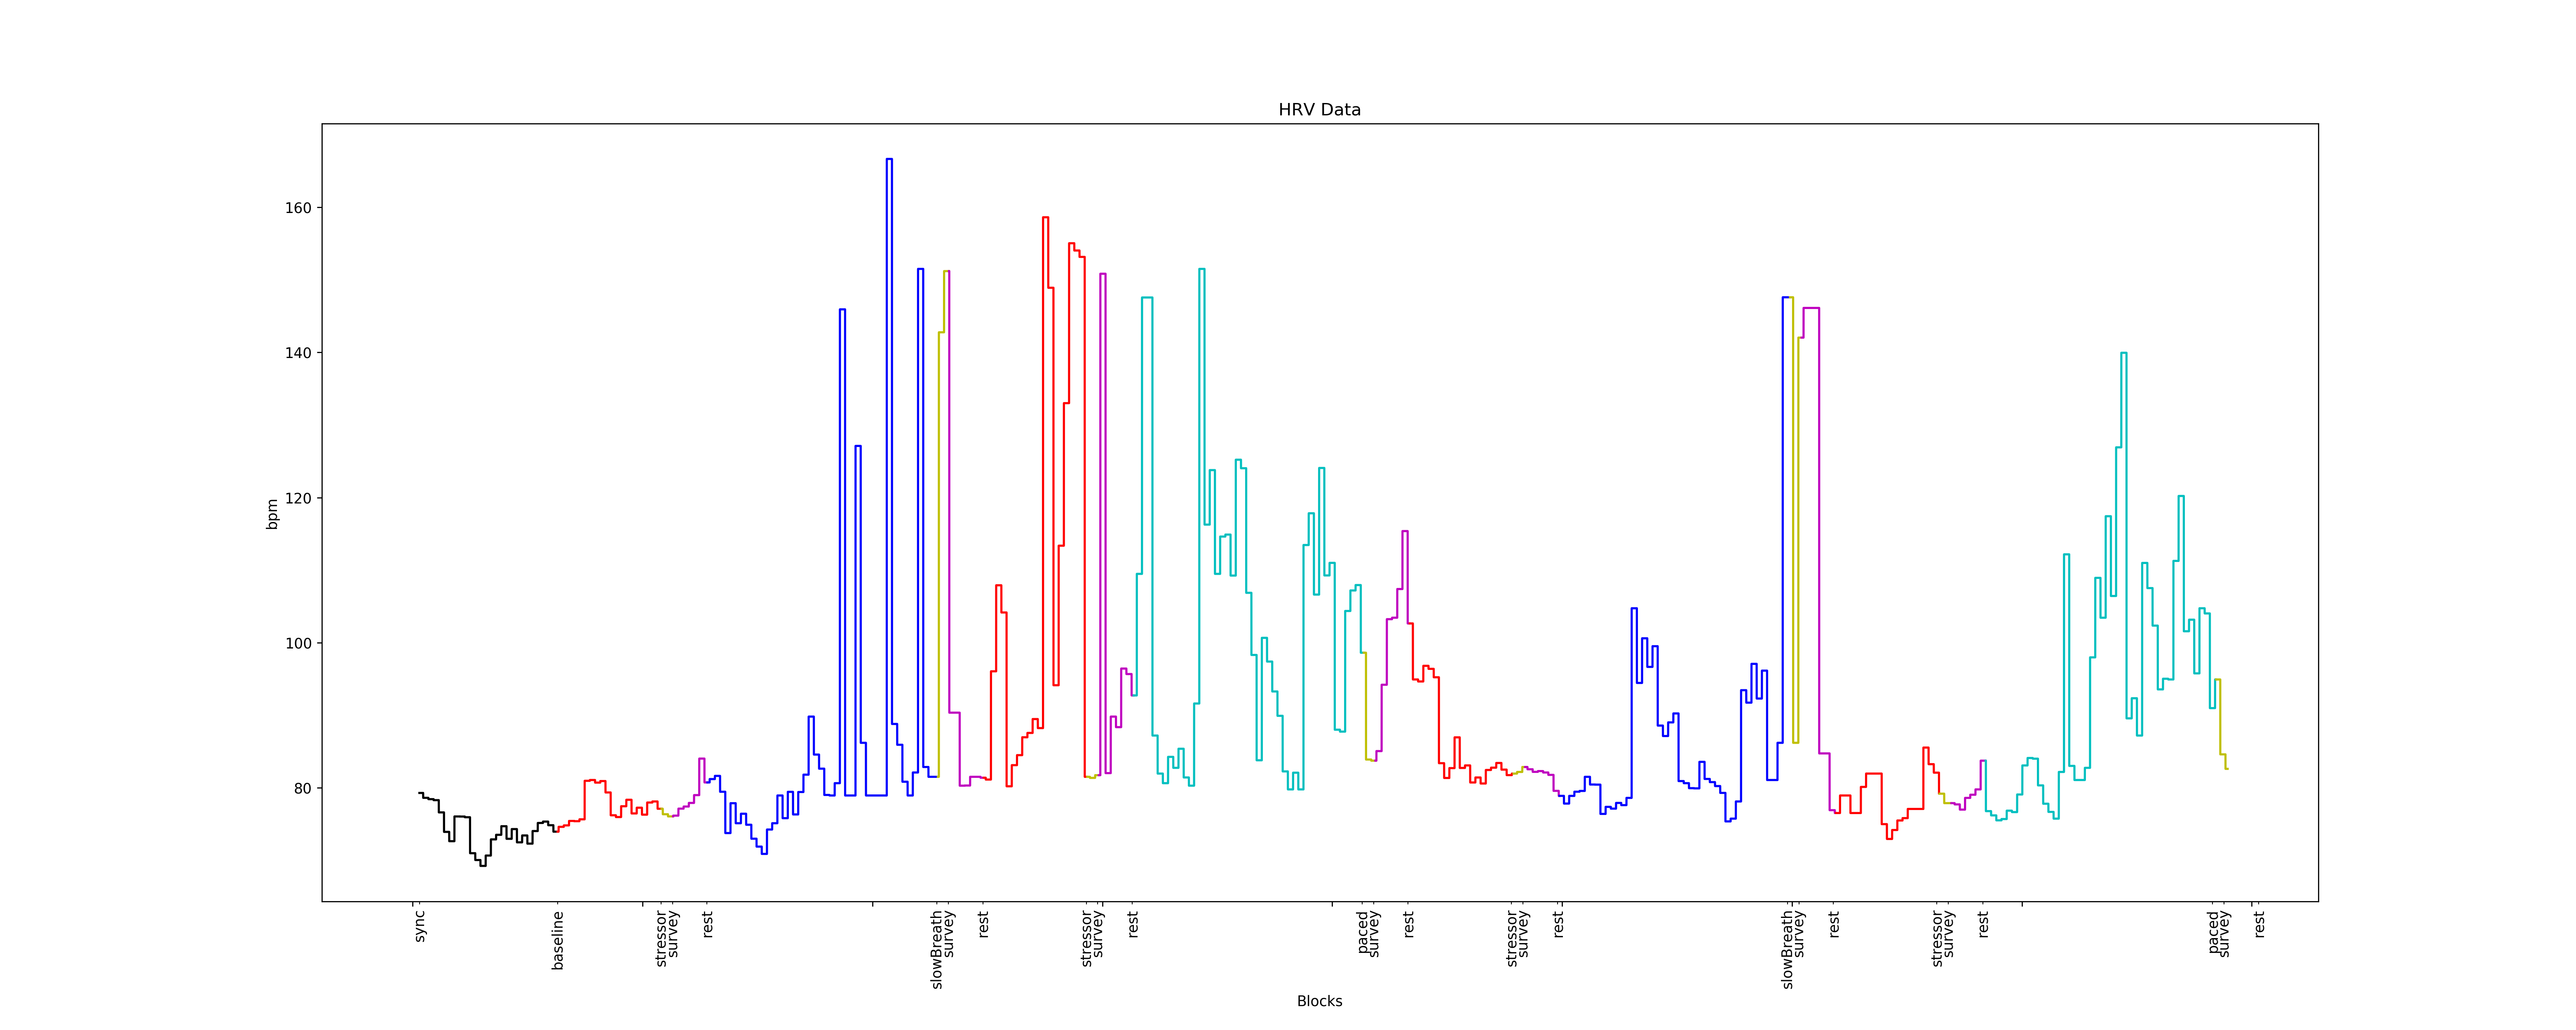 HRV Data
160
140
120
100
80
bpm
sync
baseline
stressor
survey
rest
slowBreath
survey
rest
stressor
survey
rest
paced
survey
rest
stressor
survey
rest
slowBreath
survey
rest
stressor
survey
rest
paced
survey
rest
Blocks